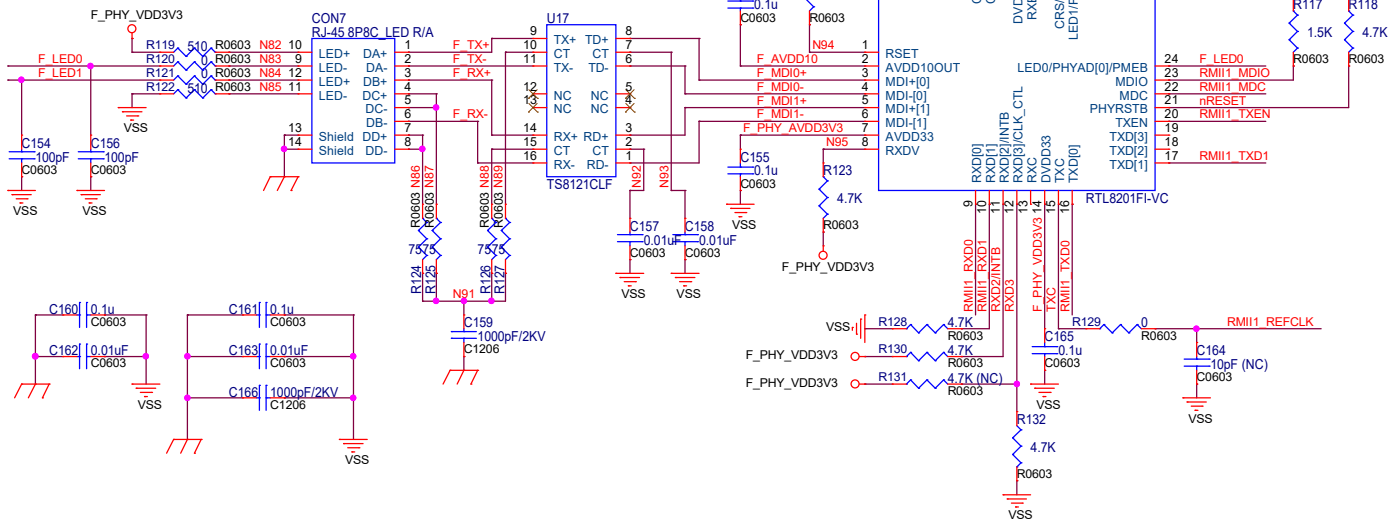 F_PHY_VDD3V3
CON7
RJ-45 8P8C_LED R/A
U17
0.1u
C0603
R0603
R117
R118
1.5K
4.7K
R0603
R0603
R119
510
R0603
N82
10
LED+
DA+
1
F_TX+
9
TX+
TD+
8
R120
0
R0603
N83
9
LED-
DA-
2
F_TX-
10
CT
CT
7
R121
0
R0603
N84
12
LED+
DB+
3
F_RX+
11
TX-
TD-
6
R122
510
R0603
N85
11
LED-
DC+
4
DC-
5
DB-
6
F_RX-
DD+
7
DD-
8
F_LED0
F_LED1
VSS
13
Shield
14
Shield
12
NC
NC
5
13
NC
NC
4
14
RX+
RD+
3
15
CT
CT
2
16
RX-
RD-
1
TS8121CLF
C154
100pF
C0603
C156
100pF
C0603
VSS
VSS
N94
F_AVDD10
F_MDI0+
F_MDI0-
F_MDI1+
F_MDI1-
F_PHY_AVDD3V3
N95
1
RSET
2
AVDD10OUT
3
MDI+[0]
4
MDI-[0]
5
MDI+[1]
6
MDI-[1]
7
AVDD33
8
RXDV
LED1/F
LED0/PHYAD[0]/PMEB
24
F_LED0
MDIO
23
RMII1_MDIO
MDC
22
RMII1_MDC
PHYRSTB
21
nRESET
TXEN
20
RMII1_TXEN
TXD[3]
19
TXD[2]
18
TXD[1]
17
RMII1_TXD1
RXD[0]
RXD[1]
RXD[2]/INTB
RXD[3]/CLK_CTL
RXC
DVDD33
TXC
TXD[0]
RTL8201FI-VC
9
10
11
12
13
14
15
16
RMII1_RXD0
RMII1_RXD1
RXD2/INTB
RXD3
F_PHY_VDD3V3
TXC
RMII1_TXD0
C155
0.1u
C0603
VSS
R123
4.7K
R0603
F_PHY_VDD3V3
N86
N87
N88
N89
N92
N93
R0603
R0603
R0603
R0603
75
75
75
75
R124
R125
R126
R127
N91
C157
0.01uF
C0603
VSS
C158
0.01uF
C0603
VSS
C159
1000pF/2KV
C1206
C160
0.1u
C0603
C162
0.01uF
C0603
VSS
C161
0.1u
C0603
C163
0.01uF
C0603
C166
1000pF/2KV
C1206
VSS
VSS
R128
4.7K
R0603
F_PHY_VDD3V3
R130
4.7K
R0603
F_PHY_VDD3V3
R131
4.7K (NC)
R0603
C165
0.1u
C0603
VSS
R129
0
R0603
RMII1_REFCLK
C164
10pF (NC)
C0603
VSS
R132
4.7K
R0603
VSS